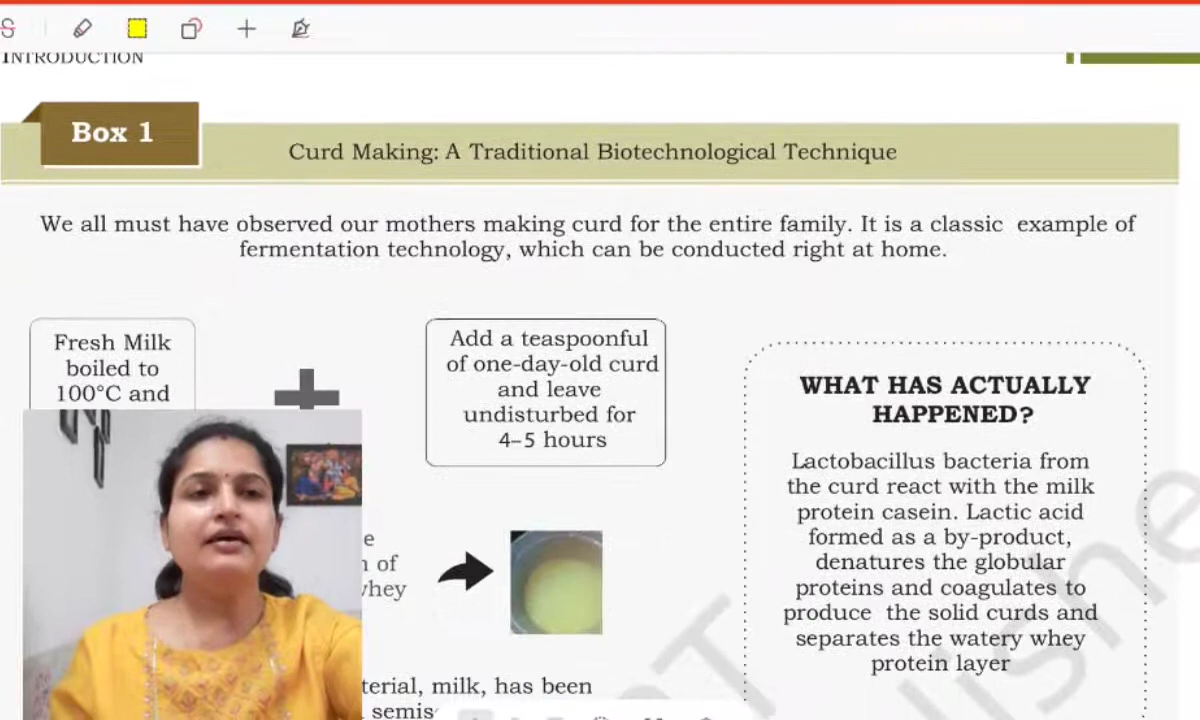 INTRODUCTION
Box 1
Curd Making: A Traditional Biotechnological Technique
We all must have observed our mothers making curd for the entire family. It is a classic example of
fermentation technology, which can be conducted right at home.
Fresh Milk
boiled to
100°C and
Add a teaspoonful
of one-day-old curd
and leave
undisturbed for
4–5 hours
WHAT HAS ACTUALLY
HAPPENED?
Lactobacillus bacteria from
the curd react with the milk
protein casein. Lactic acid
formed as a by-product,
denatures the globular
proteins and coagulates to
produce the solid curds and
separates the watery whey
protein layer
of
milk, has been